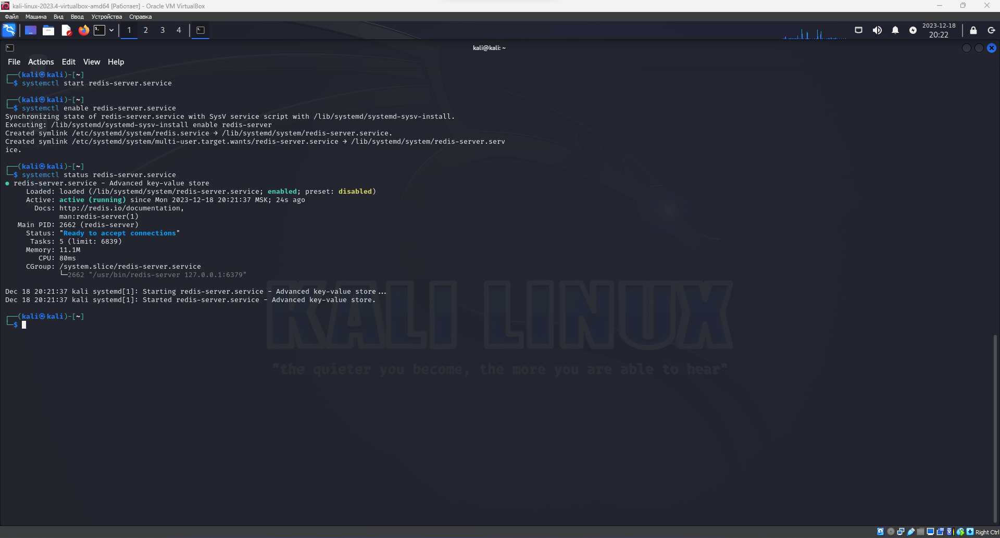 kali-linux-2023.4-virtualbox-amd64 [Работает] - Oracle VM VirtualBox
Файл Машина Вид Ввод Устройства Справка
1 2 3 4
2023-12-18
20:22
kali@kali: ~
File Actions Edit View Help
┌──(kali㉿kali)-[~]
└─$ systemctl start redis-server.service
┌──(kali㉿kali)-[~]
└─$ systemctl enable redis-server.service
Synchronizing state of redis-server.service with SysV service script with /lib/systemd/systemd-sysv-install.
Executing: /lib/systemd/systemd-sysv-install enable redis-server
Created symlink /etc/systemd/system/redis.service → /lib/systemd/system/redis-server.service.
Created symlink /etc/systemd/system/multi-user.target.wants/redis-server.service → /lib/systemd/system/redis-server.serv
ice.
┌──(kali㉿kali)-[~]
└─$ systemctl status redis-server.service
● redis-server.service - Advanced key-value store
Loaded: loaded (/lib/systemd/system/redis-server.service; enabled; preset: disabled)
Active: active (running) since Mon 2023-12-18 20:21:37 MSK; 24s ago
Docs: http://redis.io/documentation,
man:redis-server(1)
Main PID: 2662 (redis-server)
Status: "Ready to accept connections"
Tasks: 5 (limit: 6839)
Memory: 11.1M
CPU: 80ms
CGroup: /system.slice/redis-server.service
└─2662 "/usr/bin/redis-server 127.0.0.1:6379"
Dec 18 20:21:37 kali systemd[1]: Starting redis-server.service - Advanced key-value store...
Dec 18 20:21:37 kali systemd[1]: Started redis-server.service - Advanced key-value store.
┌──(kali㉿kali)-[~]
└─$
KALI LINUX
"the quieter you become, the more you are able to hear"
Right Ctrl